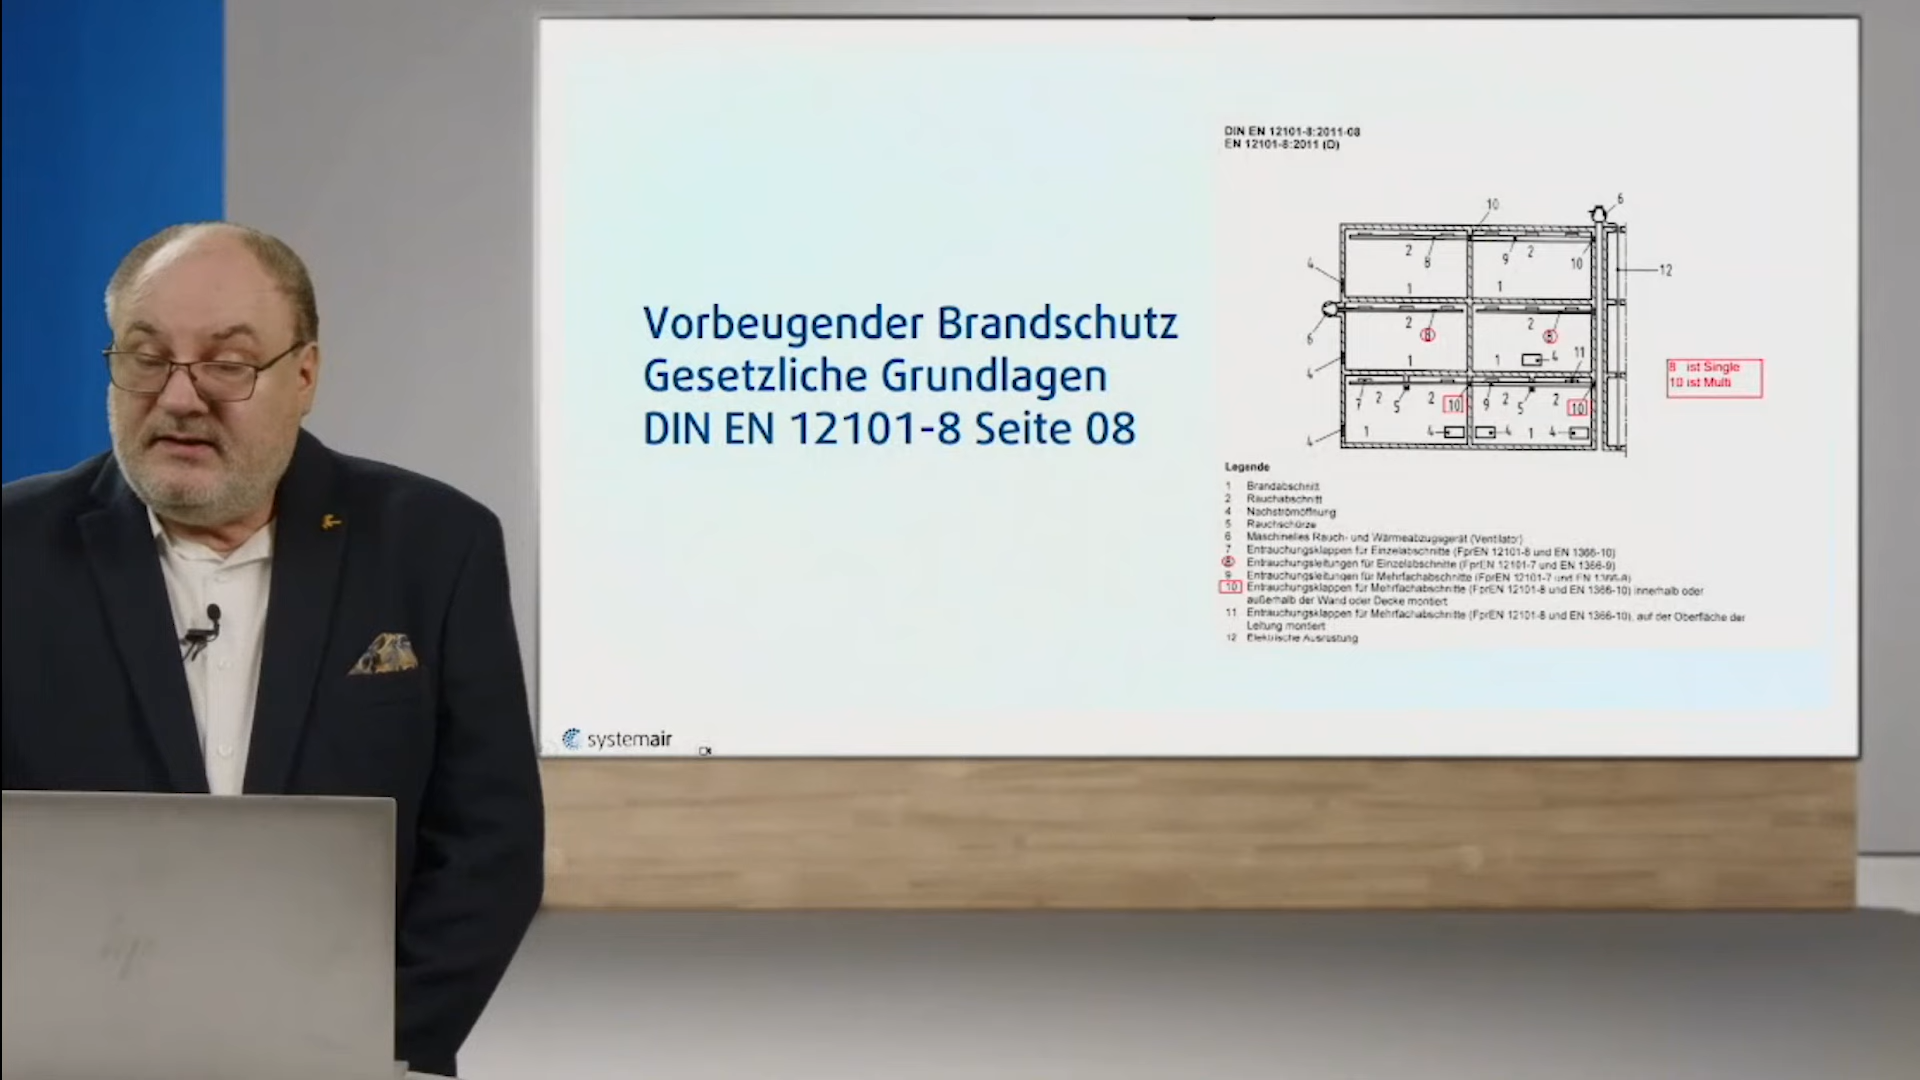 Vorbeugender Brandschutz
Gesetzliche Grundlagen
DIN EN 12101-8 Seite 08
DIN EN 12101-8:2011-08
EN 12101-8:2011 (D)
10 6
2 8 9 2 10
4 12
1 1
2 8 2 8
6 1 1 4 11
4
7 2 5 2 10 9 2 5 2 10
4 1 4 4 1 4
8 ist Single
10 ist Multi
Legende
1 Brandabschnitt
2 Rauchabschnitt
4 Nachströmöffnung
5 Rauchschürze
6 Maschinelles Rauch- und Wärmeabzugsgerät (Ventilator)
7 Entrauchungsklappen für Einzelabschnitte (FprEN 12101-8 und EN 1366-10)
8 Entrauchungsleitungen für Einzelabschnitte (FprEN 12101-7 und EN 1366-9)
9 Entrauchungsleitungen für Mehrfachabschnitte (FprEN 12101-7 und EN 1366-9)
10 Entrauchungsklappen für Mehrfachabschnitte (FprEN 12101-8 und EN 1366-10) innerhalb oder
außerhalb der Wand oder Decke montiert
11 Entrauchungsklappen für Mehrfachabschnitte (FprEN 12101-8 und EN 1366-10), auf der Oberfläche der
Leitung montiert
12 Elektrische Ausrüstung
systemair